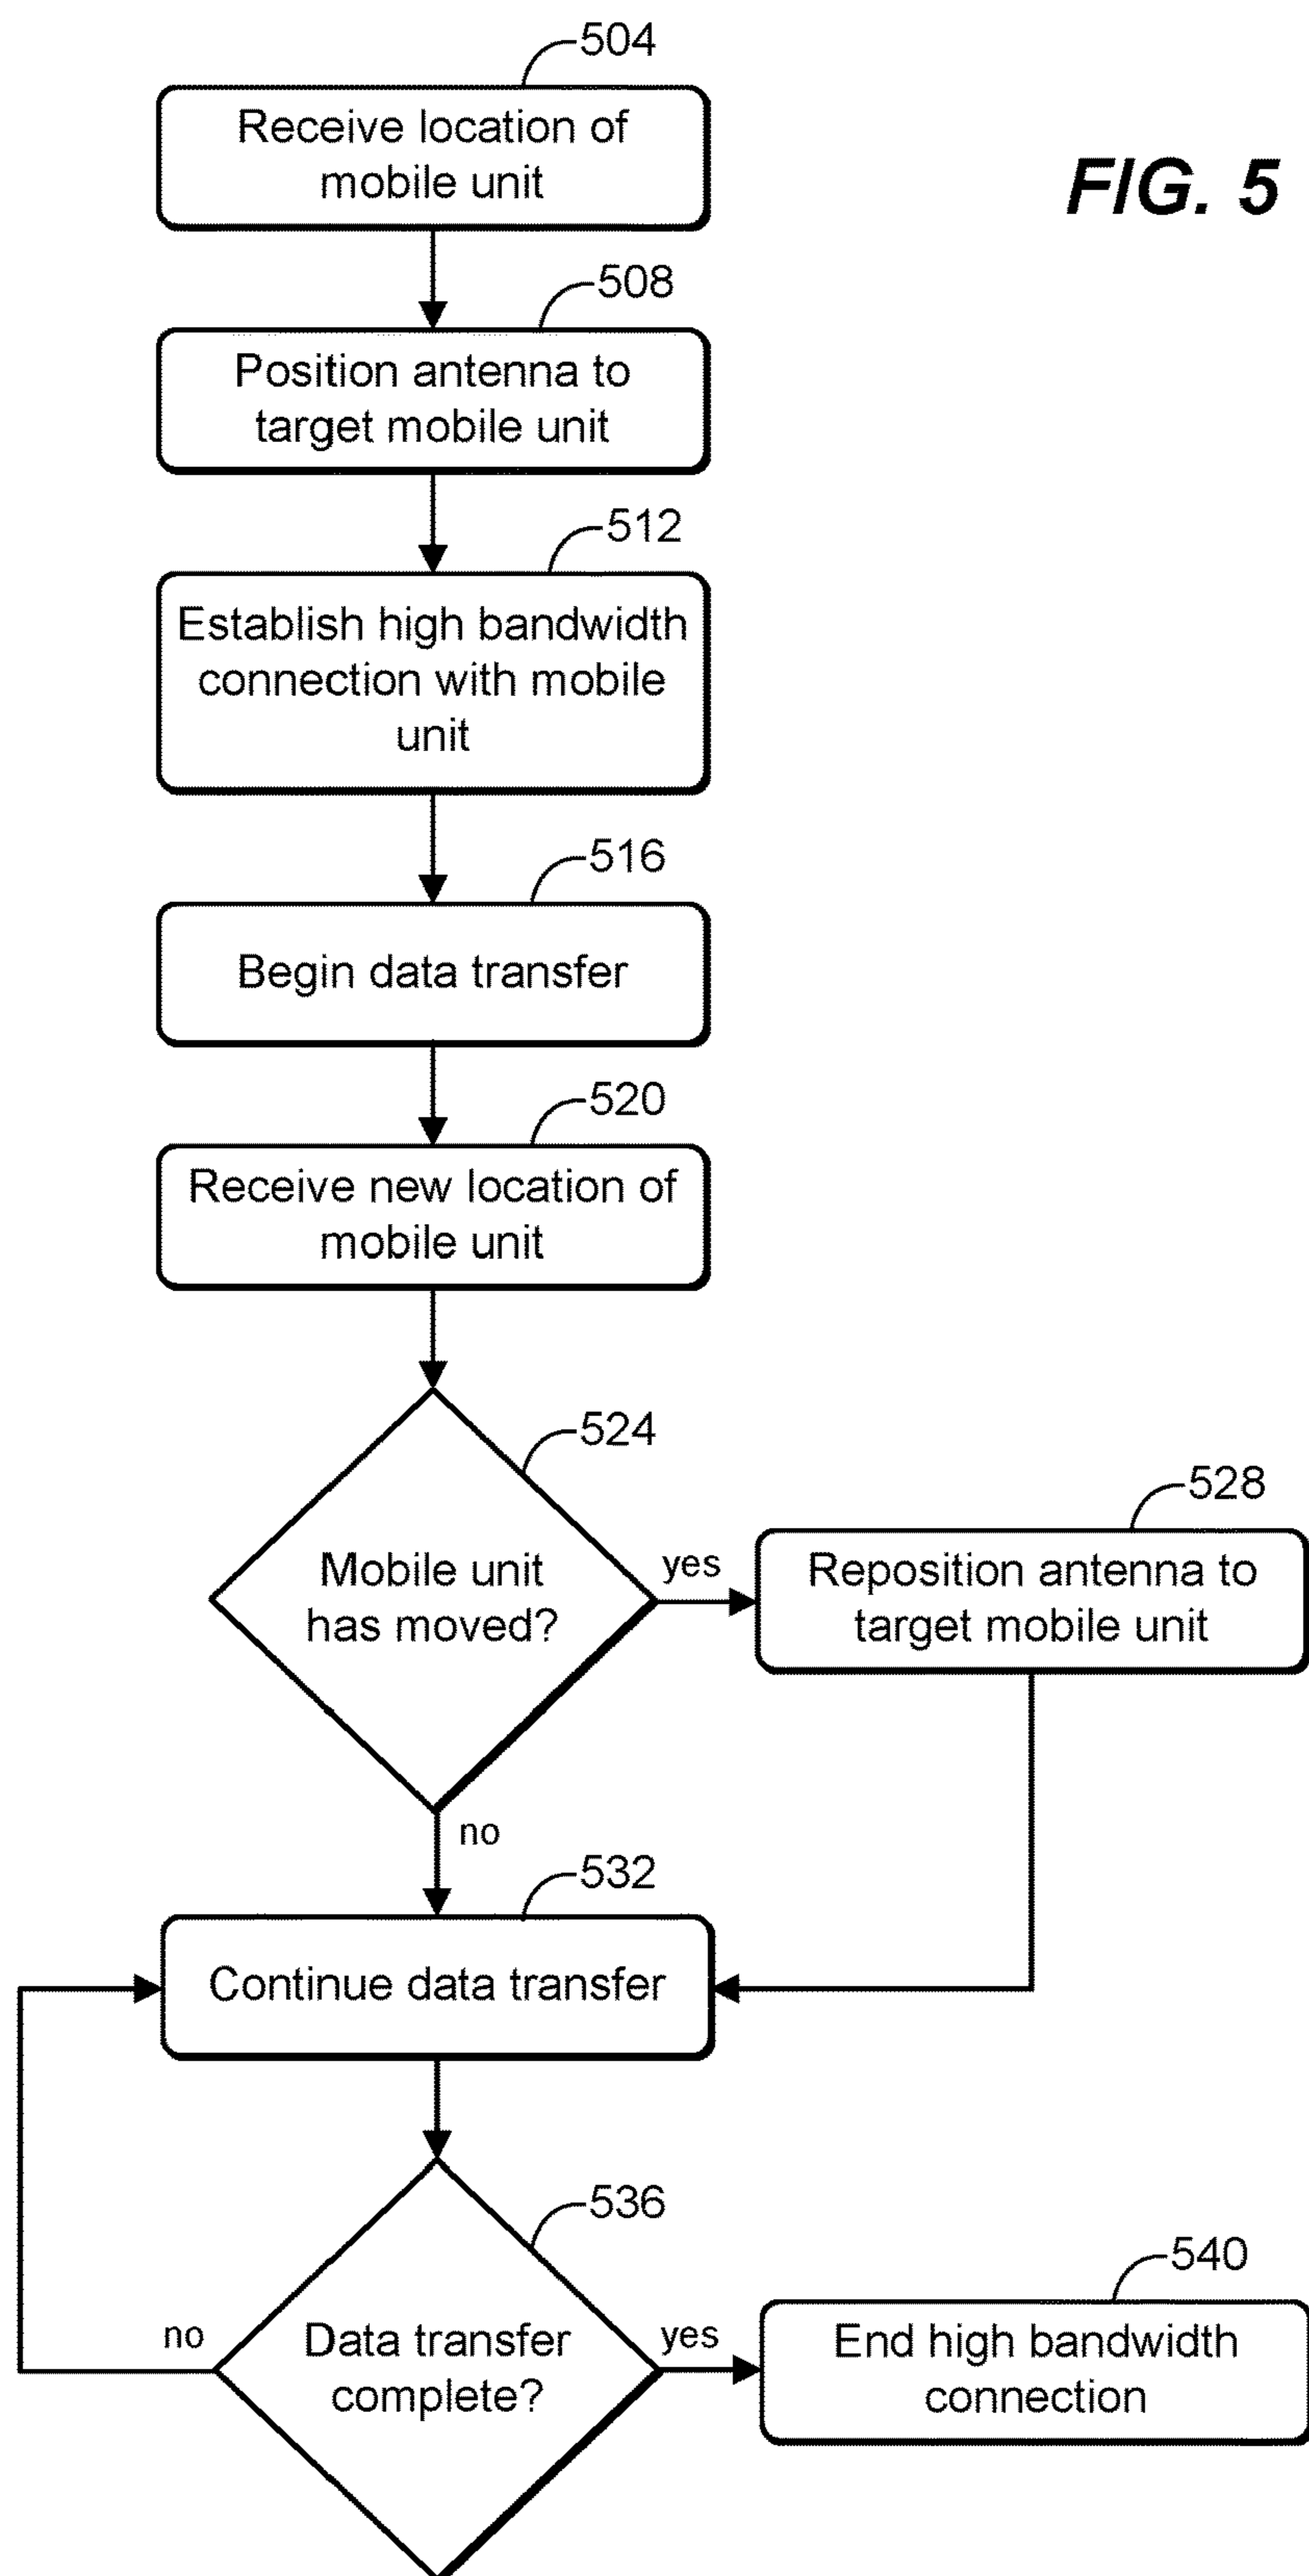 504
Receive location of
mobile unit
FIG. 5
508
Position antenna to
target mobile unit
512
Establish high bandwidth
connection with mobile
unit
516
Begin data transfer
520
Receive new location of
mobile unit
524
Mobile unit
has moved?
yes
528
Reposition antenna to
target mobile unit
no
532
Continue data transfer
536
Data transfer
complete?
no
yes
540
End high bandwidth
connection